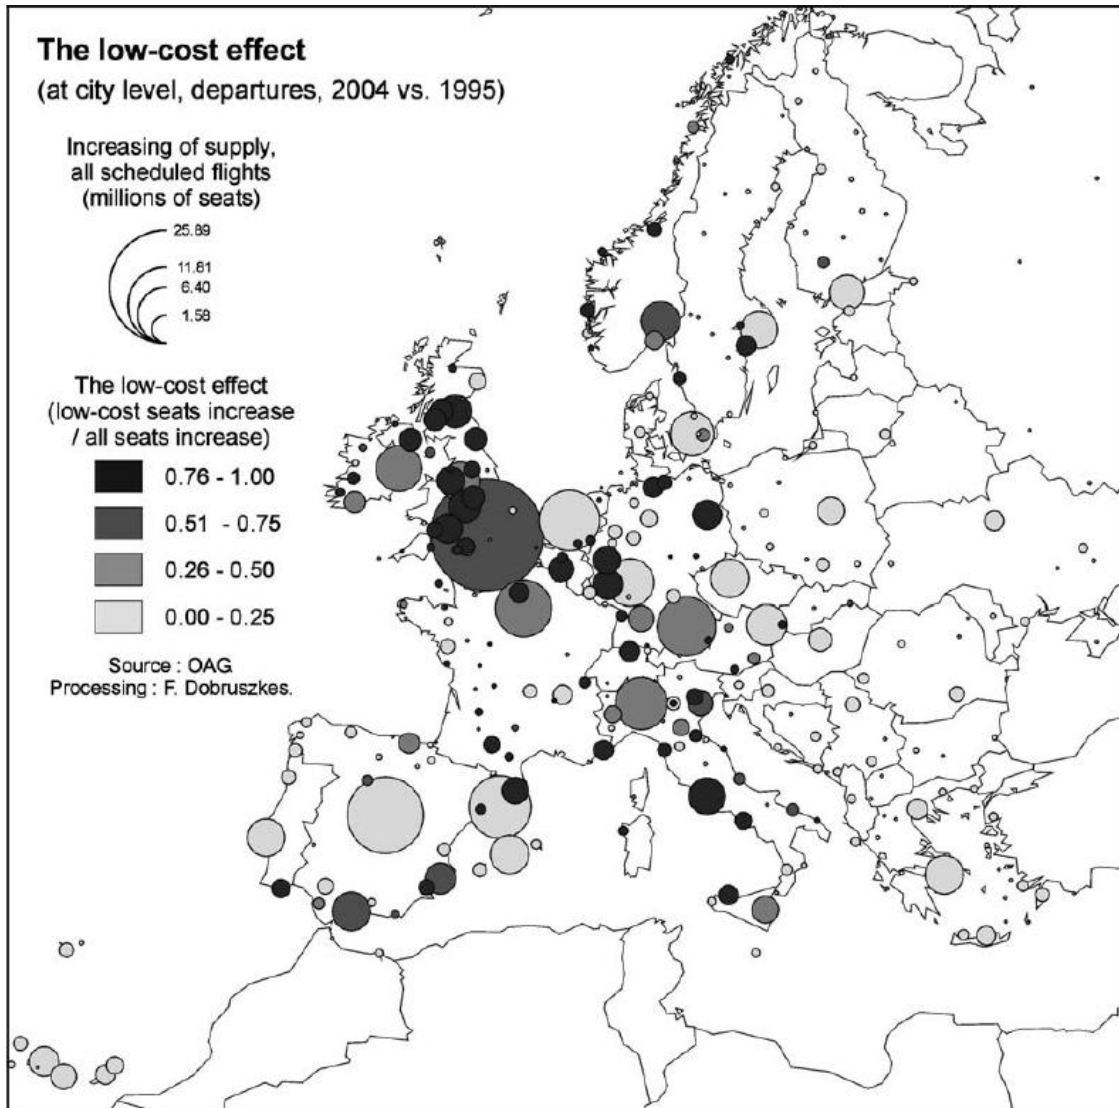 The low-cost effect
(at city level, departures, 2004 vs. 1995)
Increasing of supply,
all scheduled flights
(millions of seats)
25.89
11.81
6.40
1.58
The low-cost effect
(low-cost seats increase
/ all seats increase)
0.76 - 1.00
0.51 - 0.75
0.26 - 0.50
0.00 - 0.25
Source : OAG.
Processing : F. Dobruszkes.